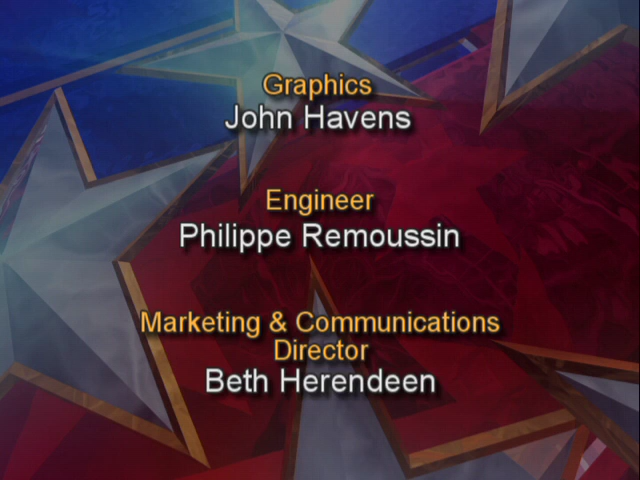 Graphics
John Havens
Engineer
Philippe Remoussin
Marketing & Communications
Director
Beth Herendeen